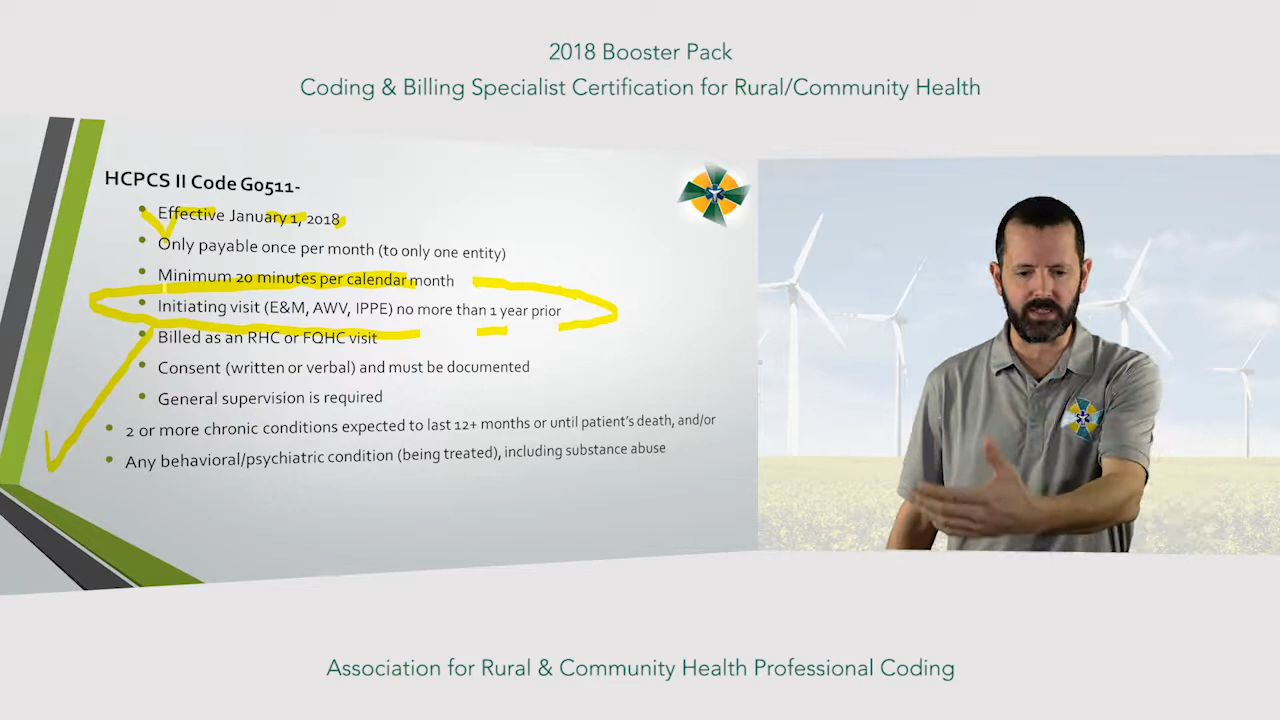 2018 Booster Pack
Coding & Billing Specialist Certification for Rural/Community Health
HCPCS II Code G0511-
Effective January 1, 2018
Only payable once per month (to only one entity)
Minimum 20 minutes per calendar month
Initiating visit (E&M, AWV, IPPE) no more than 1 year prior
Billed as an RHC or FQHC visit
Consent (written or verbal) and must be documented
General supervision is required
2 or more chronic conditions expected to last 12+ months or until patient's death, and/or
Any behavioral/psychiatric condition (being treated), including substance abuse
Association for Rural & Community Health Professional Coding